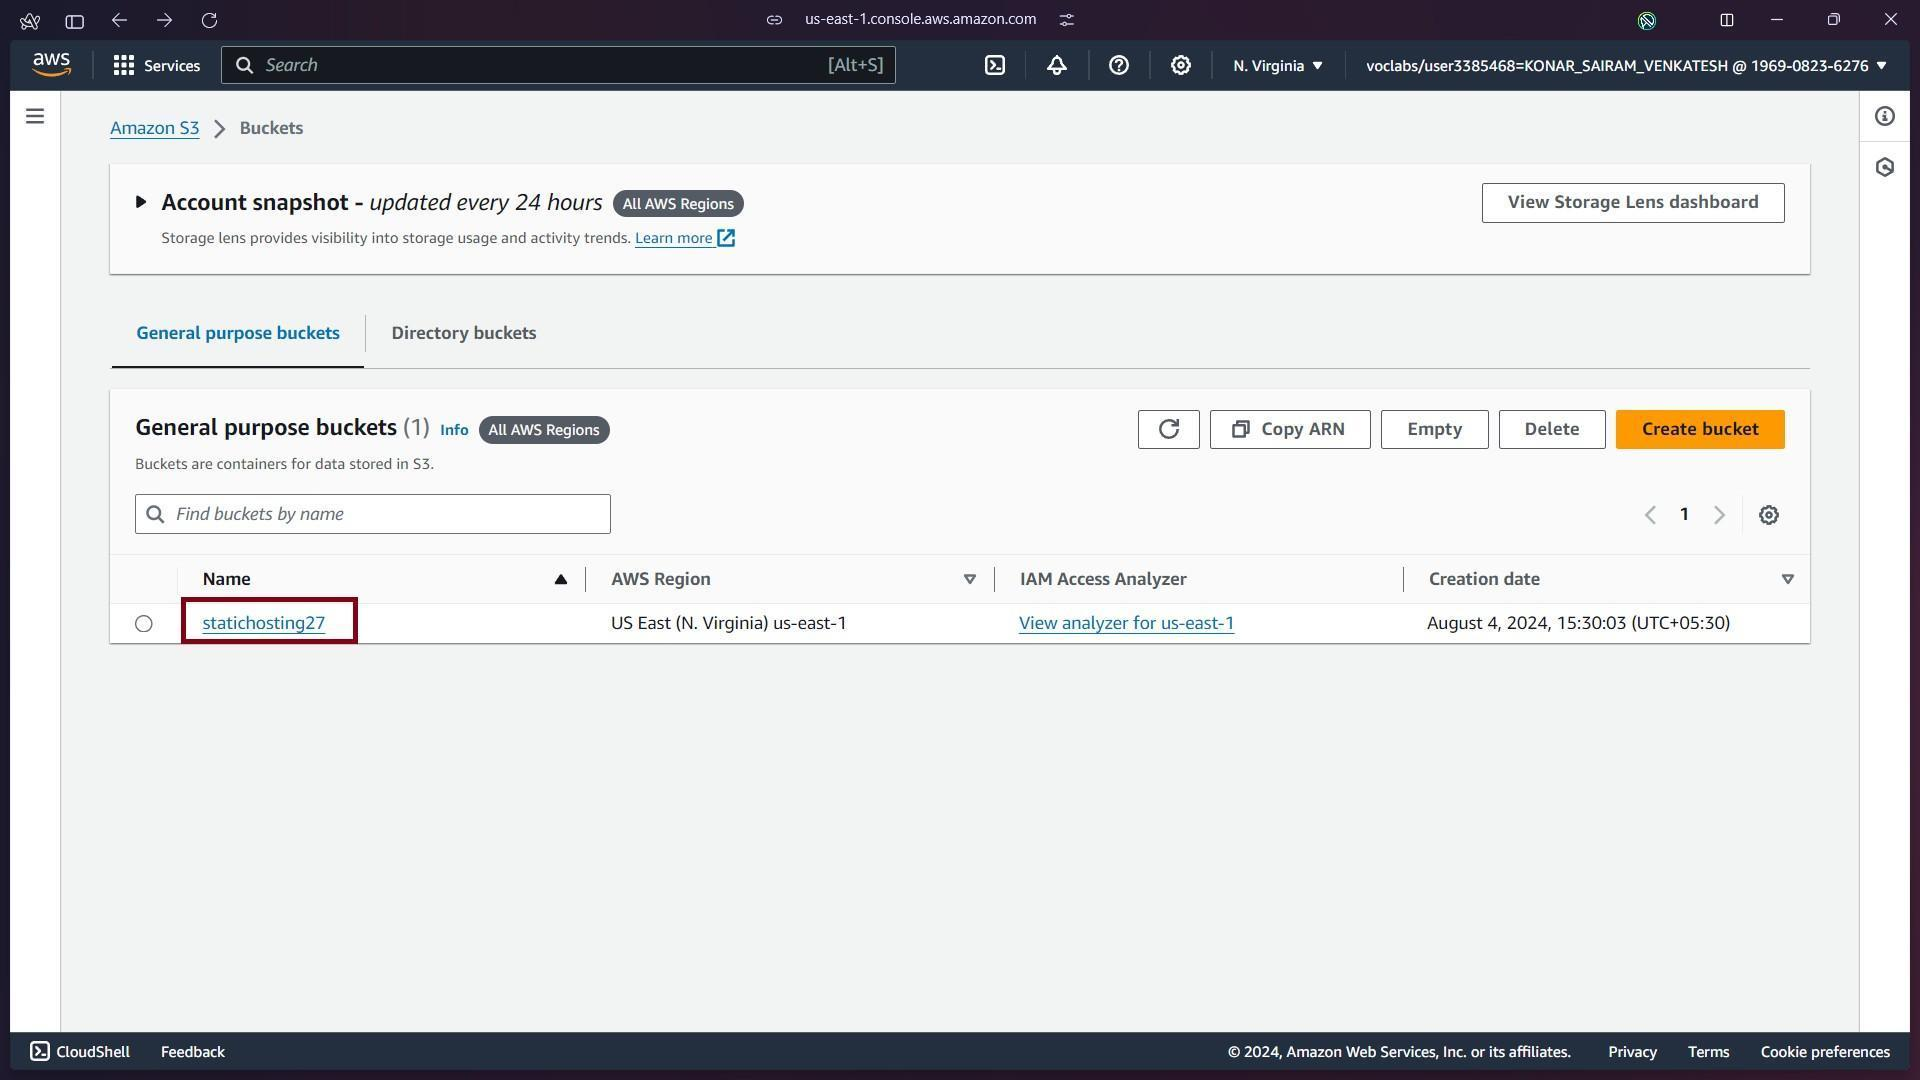 us-east-1.console.aws.amazon.com
aws
Services
Search
[Alt+S]
N. Virginia
voclabs/user3385468=KONAR_SAIRAM_VENKATESH @ 1969-0823-6276
Amazon S3
Buckets
Account snapshot - updated every 24 hours
All AWS Regions
View Storage Lens dashboard
Storage lens provides visibility into storage usage and activity trends. Learn more
General purpose buckets
Directory buckets
General purpose buckets (1)
Info
All AWS Regions
Copy ARN
Empty
Delete
Create bucket
Buckets are containers for data stored in S3.
Find buckets by name
1
Name
AWS Region
IAM Access Analyzer
Creation date
statichosting27
US East (N. Virginia) us-east-1
View analyzer for us-east-1
August 4, 2024, 15:30:03 (UTC+05:30)
CloudShell
Feedback
© 2024, Amazon Web Services, Inc. or its affiliates.
Privacy
Terms
Cookie preferences